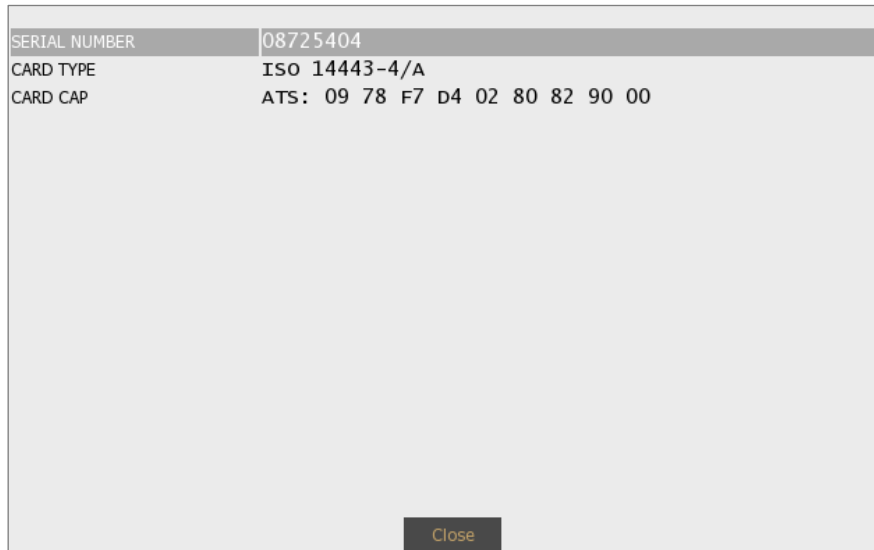 SERIAL NUMBER 08725404
CARD TYPE ISO 14443-4/A
CARD CAP ATS: 09 78 F7 D4 02 80 82 90 00
Close